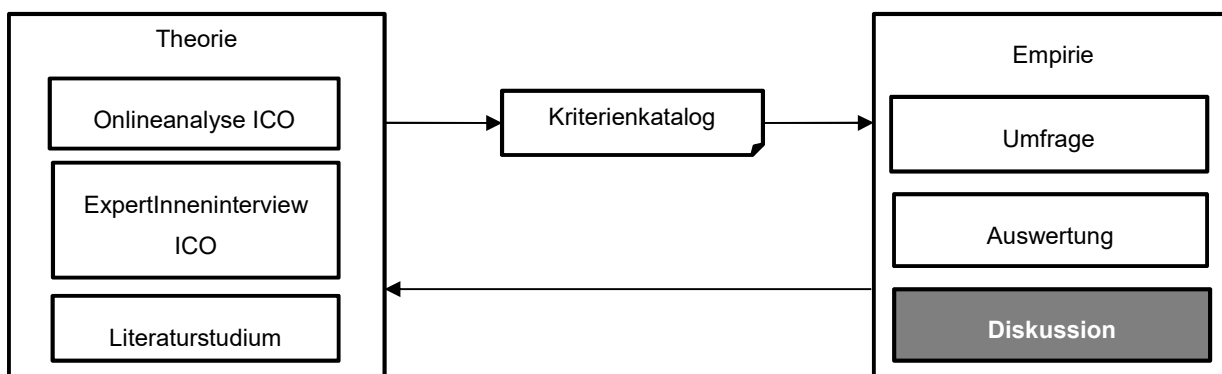 Theorie
Onlineanalyse ICO
ExpertInneninterview
ICO
Literaturstudium
Kriterienkatalog
Empirie
Umfrage
Auswertung
Diskussion